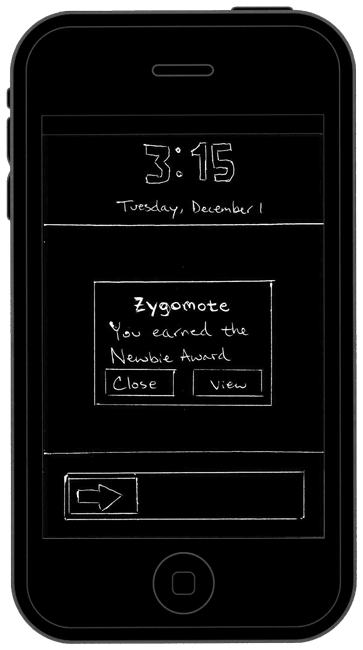 3:15
Tuesday, December 1
Zygomote
You earned the
Newbie Award
Close View